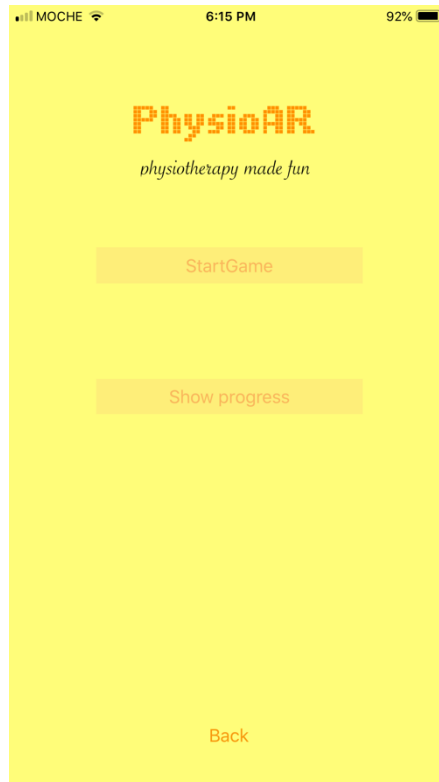 MOCHE 6:15 PM 92%
PhysioAR
physiotherapy made fun
StartGame
Show progress
Back